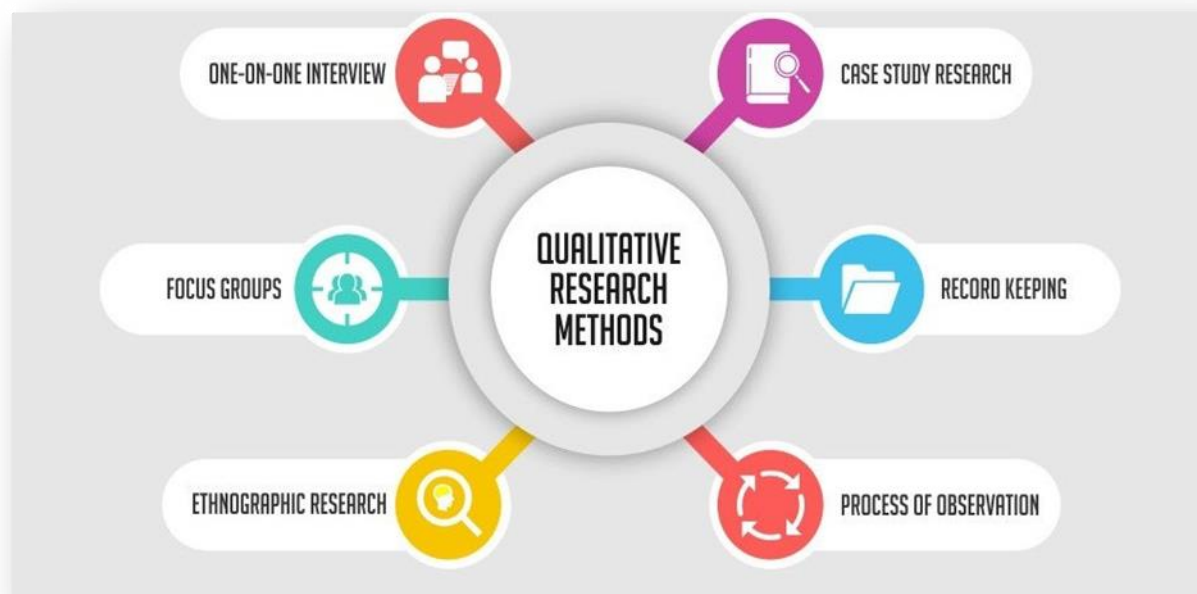 ONE-ON-ONE INTERVIEW
CASE STUDY RESEARCH
QUALITATIVE
RESEARCH
METHODS
FOCUS GROUPS
RECORD KEEPING
ETHNOGRAPHIC RESEARCH
PROCESS OF OBSERVATION